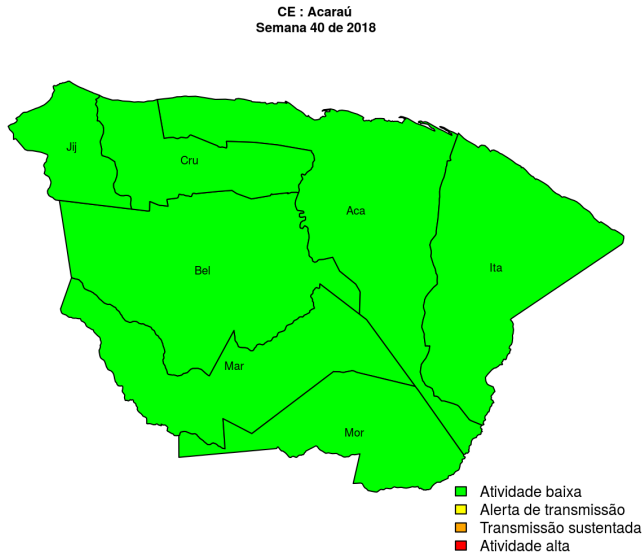 CE : Acaraú
Semana 40 de 2018
Jij
Cru
Aca
Bel
Ita
Mar
Mor
Atividade baixa
Alerta de transmissão
Transmissão sustentada
Atividade alta